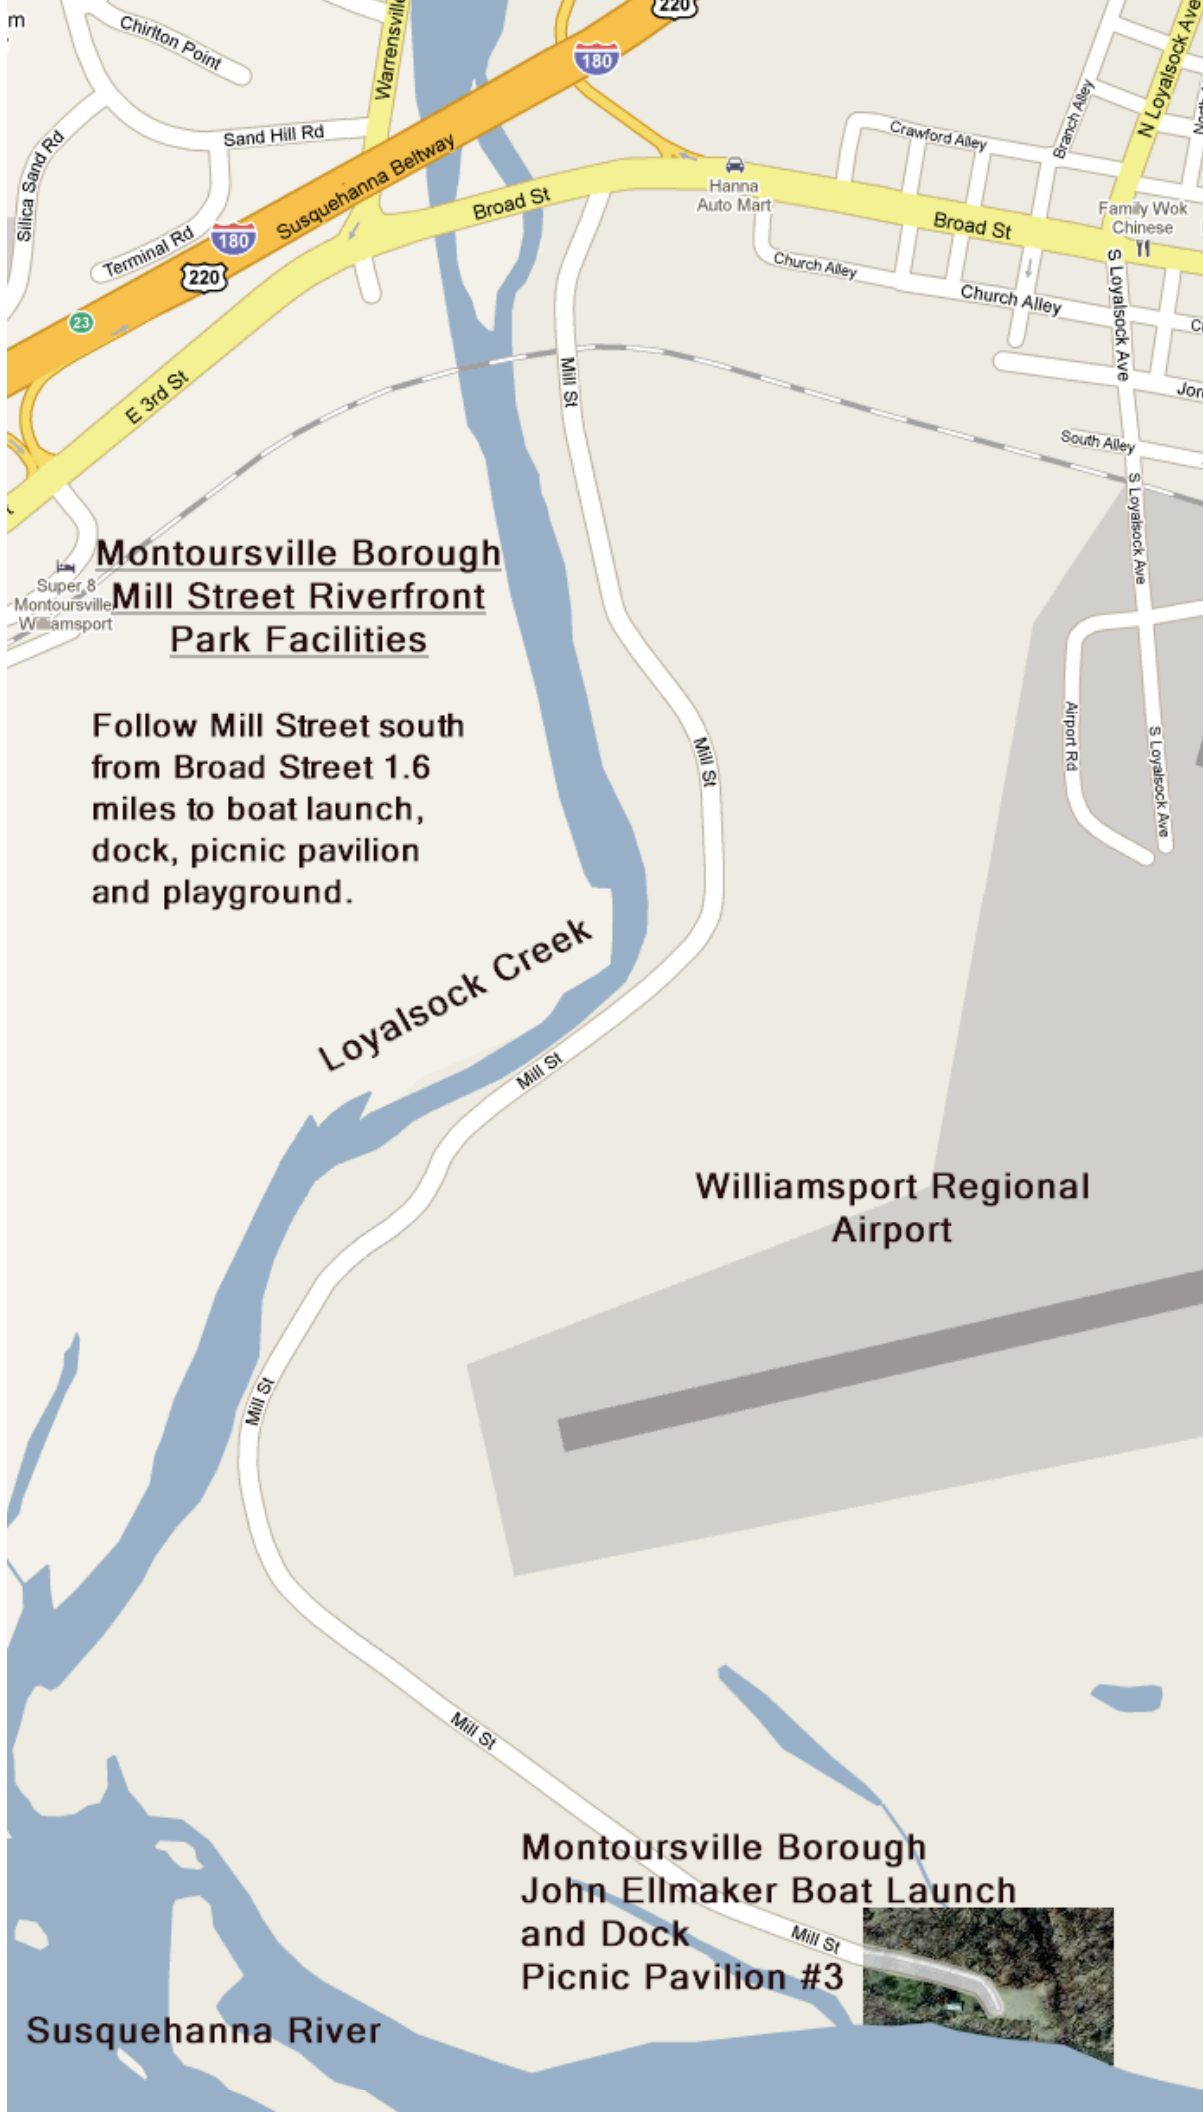 m
Chirlton Point
Warrensville
220
180
Sand Hill Rd
Silica Sand Rd
Susquehanna Beltway
Terminal Rd
180
220
23
E 3rd St
Broad St
Hanna
Auto Mart
Crawford Alley
Branch Alley
N Loyalsock Ave
Family Wok
Chinese
Broad St
Church Alley
Church Alley
S Loyalsock Ave
Mill St
South Alley
S Loyalsock Ave
Super 8
Montoursville
Williamsport
Montoursville Borough
Mill Street Riverfront
Park Facilities
Follow Mill Street south
from Broad Street 1.6
miles to boat launch,
dock, picnic pavilion
and playground.
Mill St
Airport Rd
S Loyalsock Ave
Loyalsock Creek
Mill St
Williamsport Regional
Airport
Mill St
Mill St
Montoursville Borough
John Ellmaker Boat Launch
and Dock
Mill St
Picnic Pavilion #3
Susquehanna River